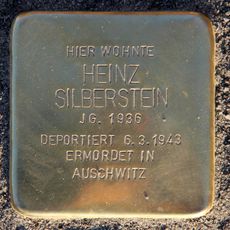 HIER WOHNTE
HEINZ
SILBERSTEIN
JG. 1936
DEPORTIERT 6.3.1943
ERMORDET IN
AUSCHWITZ